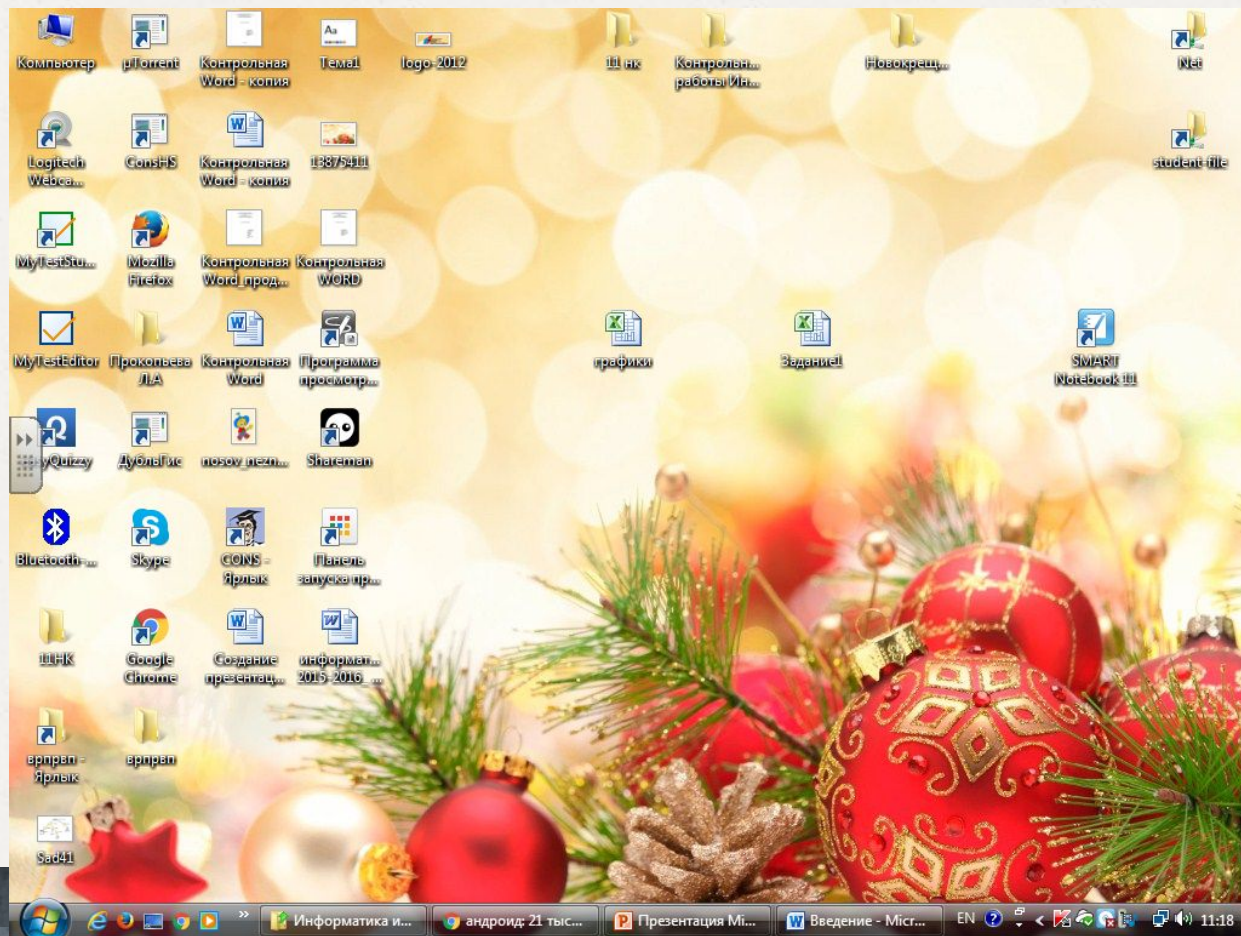 Компьютер
µTorrent
Контрольная
Word - копия
Aa
Тема1
logo-2012
11 нк
Контрольн...
работы Ин...
Новокрещ...
Net
Logitech
Webca...
ConsHS
Контрольная
Word - копия
13875411
student-file
MyTestStu...
Mozilla
Firefox
Контрольная
Word_прод...
Контрольная
WORD
MyTestEditor
Прокопьева
Л.А
Контрольная
Word
Программа
просмотр...
графики
Задание1
SMART
Notebook 11
syQuizzy
ДубльГис
nosov_nezn...
Shareman
Bluetooth-...
Skype
CONS -
Ярлык
Панель
запуска пр...
11НК
Google
Chrome
Создание
презентац...
информат...
2015-2016_...
врпрвп -
Ярлык
врпрвп
Sad41
Информатика и...
андроид: 21 тыс...
Презентация Mi...
Введение - Micr...
EN
11:18